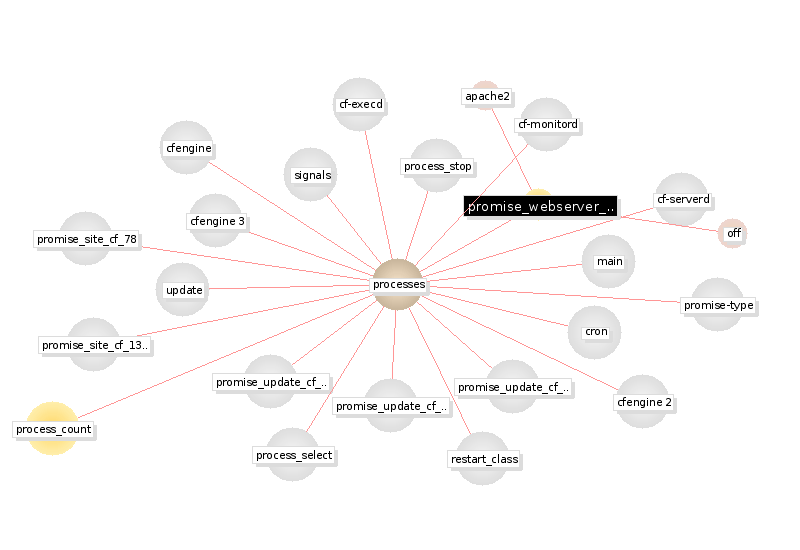 apache2
cf-execd
cf-monitord
cfengine
process_stop
signals
cf-serverd
promise_webserver_..
cfengine 3
off
promise_site_cf_78
main
processes
update
promise-type
cron
promise_site_cf_13..
promise_update_cf_..
promise_update_cf_..
cfengine 2
promise_update_cf_..
process_count
process_select
restart_class